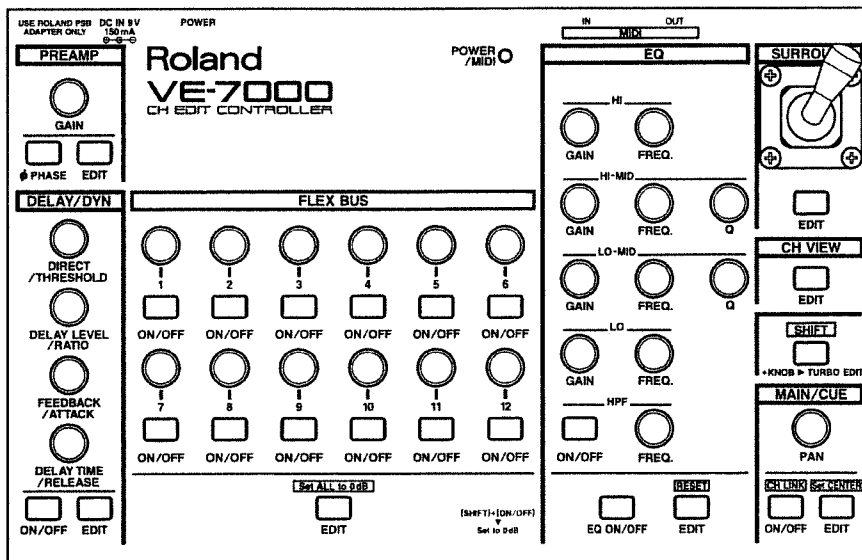 USE ROLAND PSB
ADAPTER ONLY
DC IN 9V
150 mA
POWER
IN
OUT
MIDI
PREAMP
GAIN
ø PHASE
EDIT
Roland
VE-7000
CH EDIT CONTROLLER
POWER
/MIDI
EQ
HI
GAIN
FREQ.
HI-MID
GAIN
FREQ.
Q
LO-MID
GAIN
FREQ.
Q
LO
GAIN
FREQ.
HPF
ON/OFF
FREQ.
RESET
EQ ON/OFF
EDIT
SURROU
EDIT
CH VIEW
EDIT
SHIFT
+KNOB ▶ TURBO EDIT
MAIN/CUE
PAN
CH LINK
Set CENTER
ON/OFF
EDIT
DELAY/DYN
DIRECT
/THRESHOLD
DELAY LEVEL
/RATIO
FEEDBACK
/ATTACK
DELAY TIME
/RELEASE
ON/OFF
EDIT
FLEX BUS
1 2 3 4 5 6
ON/OFF ON/OFF ON/OFF ON/OFF ON/OFF ON/OFF
7 8 9 10 11 12
ON/OFF ON/OFF ON/OFF ON/OFF ON/OFF ON/OFF
Set ALL to 0 dB
EDIT
[SHIFT]+[ON/OFF]
▼
Set to 0dB